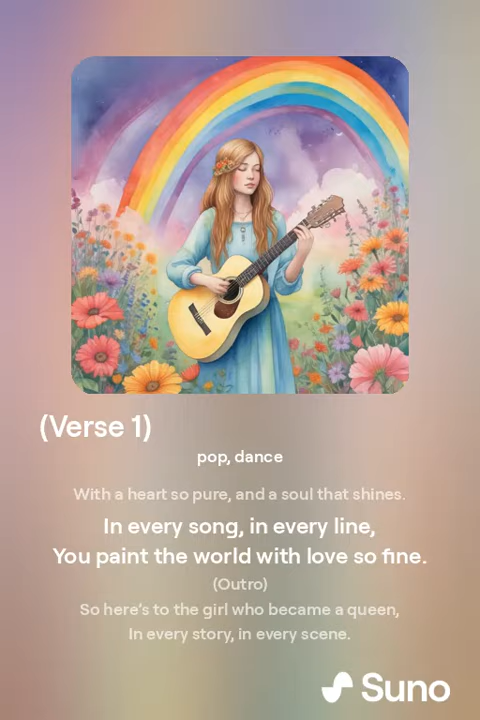 (Verse 1)
pop, dance
With a heart so pure, and a soul that shines.
In every song, in every line,
You paint the world with love so fine.
(Outro)
So here's to the girl who became a queen,
In every story, in every scene.
Suno